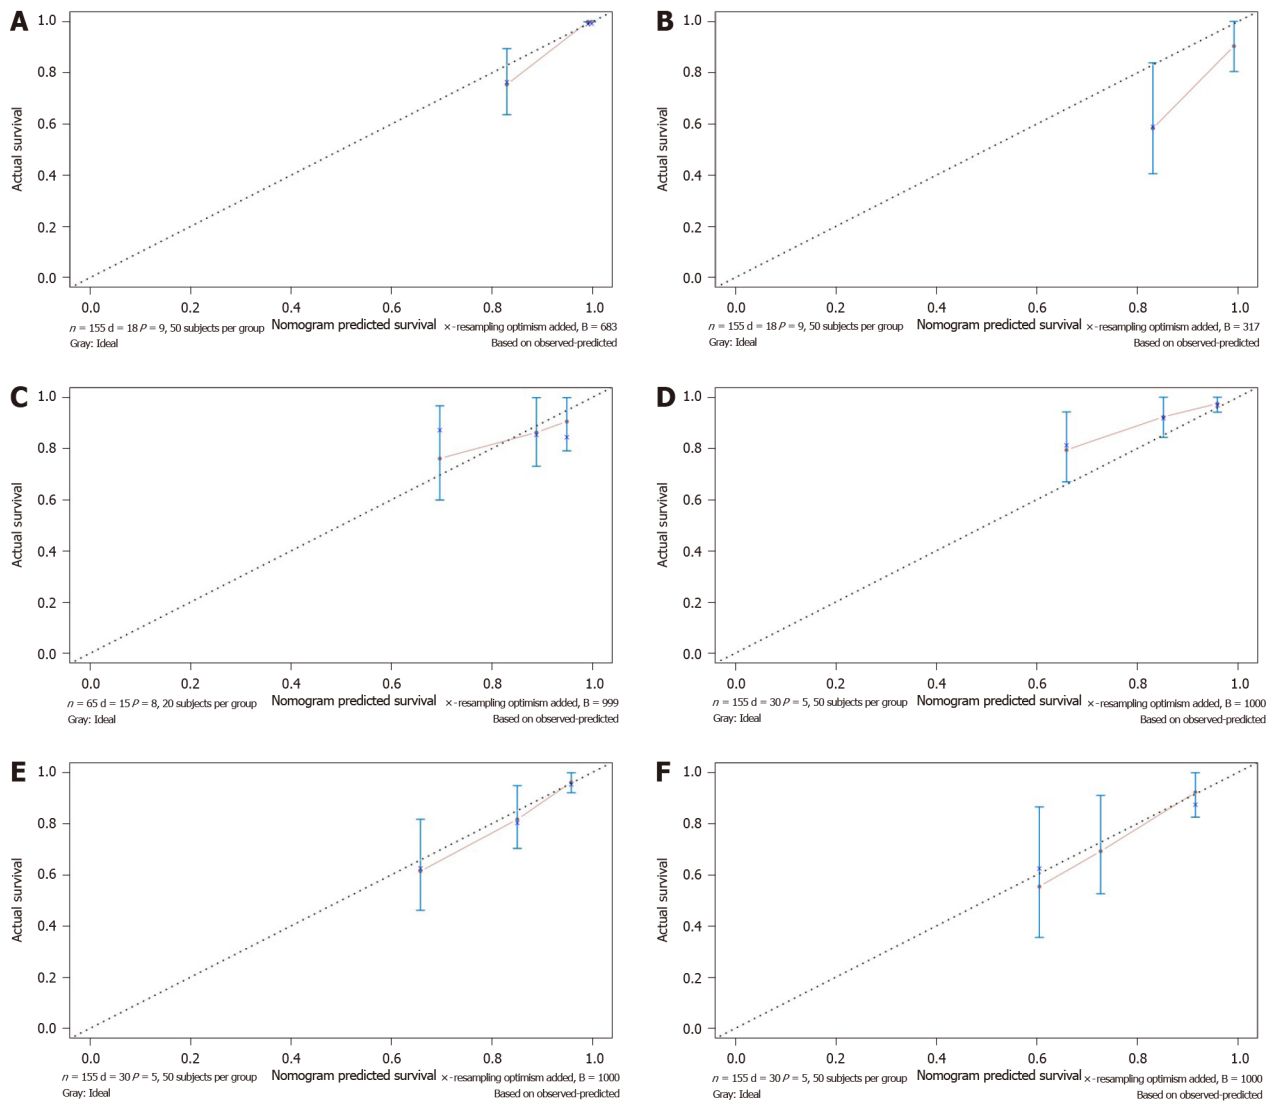 A
1.0
0.8
0.6
0.4
0.2
0.0
Actual survival
0.0 0.2 0.4 0.6 0.8 1.0
n = 155 d = 18 P = 9, 50 subjects per group
Nomogram predicted survival
×-resampling optimism added, B = 683
Gray: Ideal
Based on observed-predicted
B
1.0
0.8
0.6
0.4
0.2
0.0
Actual survival
0.0 0.2 0.4 0.6 0.8 1.0
n = 155 d = 18 P = 9, 50 subjects per group
Nomogram predicted survival
×-resampling optimism added, B = 317
Gray: Ideal
Based on observed-predicted
C
1.0
0.8
0.6
0.4
0.2
0.0
Actual survival
0.0 0.2 0.4 0.6 0.8 1.0
n = 65 d = 15 P = 8, 20 subjects per group
Nomogram predicted survival
×-resampling optimism added, B = 999
Gray: Ideal
Based on observed-predicted
D
1.0
0.8
0.6
0.4
0.2
0.0
Actual survival
0.0 0.2 0.4 0.6 0.8 1.0
n = 155 d = 30 P = 5, 50 subjects per group
Nomogram predicted survival
×-resampling optimism added, B = 1000
Gray: Ideal
Based on observed-predicted
E
1.0
0.8
0.6
0.4
0.2
0.0
Actual survival
0.0 0.2 0.4 0.6 0.8 1.0
n = 155 d = 30 P = 5, 50 subjects per group
Nomogram predicted survival
×-resampling optimism added, B = 1000
Gray: Ideal
Based on observed-predicted
F
1.0
0.8
0.6
0.4
0.2
0.0
Actual survival
0.0 0.2 0.4 0.6 0.8 1.0
n = 155 d = 30 P = 5, 50 subjects per group
Nomogram predicted survival
×-resampling optimism added, B = 1000
Gray: Ideal
Based on observed-predicted